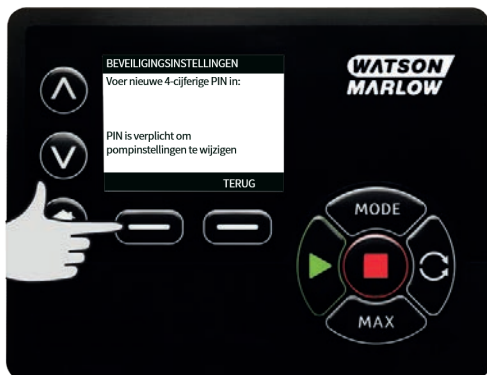 BEVEILIGINGSINSTELLINGEN
Voer nieuwe 4-cijferige PIN in:
PIN is verplicht om
pompinstellingen te wijzigen
TERUG
WATSON
MARLOW
MODE
MAX